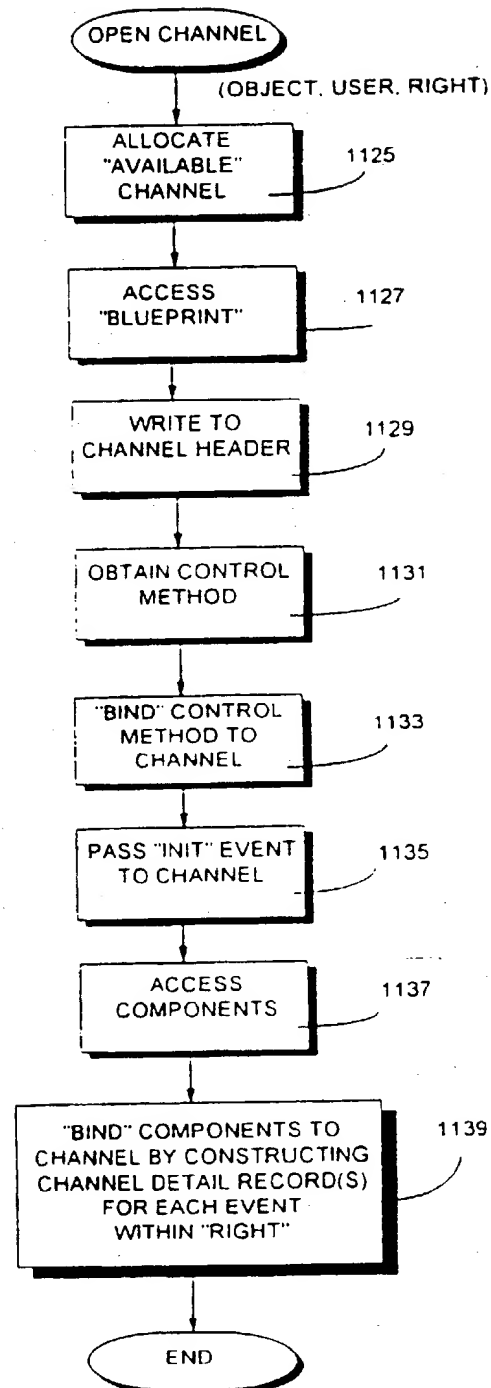 OPEN CHANNEL
(OBJECT, USER, RIGHT)
ALLOCATE
"AVAILABLE"
CHANNEL
1125
ACCESS
"BLUEPRINT"
1127
WRITE TO
CHANNEL HEADER
1129
OBTAIN CONTROL
METHOD
1131
"BIND" CONTROL
METHOD TO
CHANNEL
1133
PASS "INIT" EVENT
TO CHANNEL
1135
ACCESS
COMPONENTS
1137
"BIND" COMPONENTS TO
CHANNEL BY CONSTRUCTING
CHANNEL DETAIL RECORD(S)
FOR EACH EVENT
WITHIN "RIGHT"
1139
END